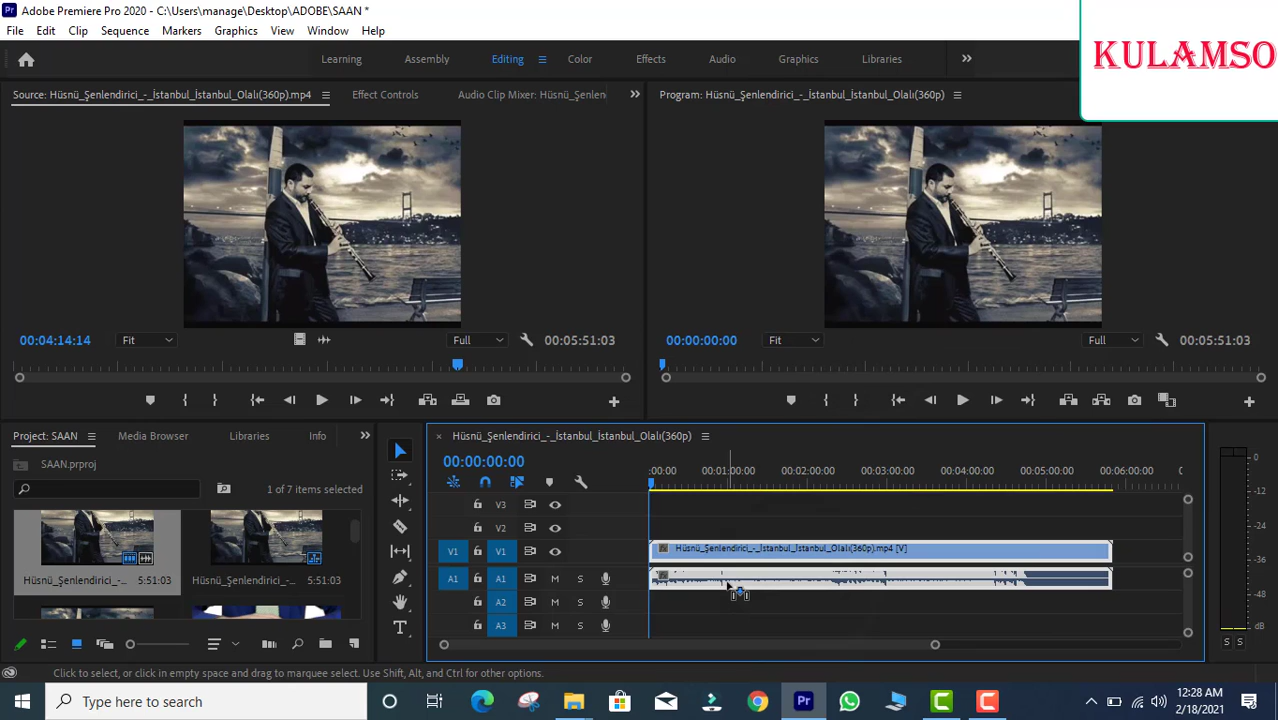 Adobe Premiere Pro 2020 - C:\Users\manage\Desktop\ADOBE\SAAN *
File Edit Clip Sequence Markers Graphics View Window Help
KULAMSO
Learning Assembly Editing Color Effects Audio Graphics Libraries
Source: Hüsnü_Şenlendirici_-_İstanbul_İstanbul_Olalı(360p).mp4 Effect Controls Audio Clip Mixer: Hüsnü_Şenlen
Program: Hüsnü_Şenlendirici_-_İstanbul_İstanbul_Olalı(360p)
00:04:14:14 Fit Full 00:05:51:03
00:00:00:00 Fit Full 00:05:51:03
Project: SAAN Media Browser Libraries Info
SAAN.prproj
1 of 7 items selected
Hüsnü_Şenlendirici_-_... 5:51:03
Hüsnü_Şenlendirici_-_... 5:51:03
Hüsnü_Şenlendirici_-_İstanbul_İstanbul_Olalı(360p)
00:00:00:00
:00:00 00:01:00:00 00:02:00:00 00:03:00:00 00:04:00:00 00:05:00:00 00:06:00:00
V3
V2
V1 V1 Hüsnü_Şenlendirici_-_İstanbul_İstanbul_Olalı(360p).mp4 [V]
A1 A1 M S
A2 M S
A3 M S
0
-12
-24
-36
-48
dB
S S
Click to select, or click in empty space and drag to marquee select. Use Shift, Alt, and Ctrl for other options.
Type here to search
12:28 AM
2/18/2021